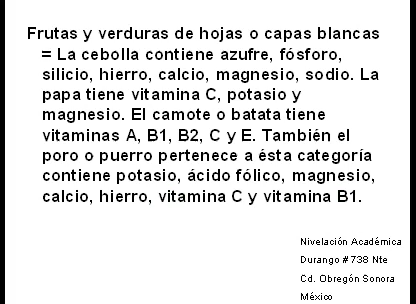 Frutas y verduras de hojas o capas blancas
= La cebolla contiene azufre, fósforo,
silicio, hierro, calcio, magnesio, sodio. La
papa tiene vitamina C, potasio y
magnesio. El camote o batata tiene
vitaminas A, B1, B2, C y E. También el
poro o puerro pertenece a ésta categoría
contiene potasio, ácido fólico, magnesio,
calcio, hierro, vitamina C y vitamina B1.
Nivelación Académica
Durango # 738 Nte
Cd. Obregón Sonora
México